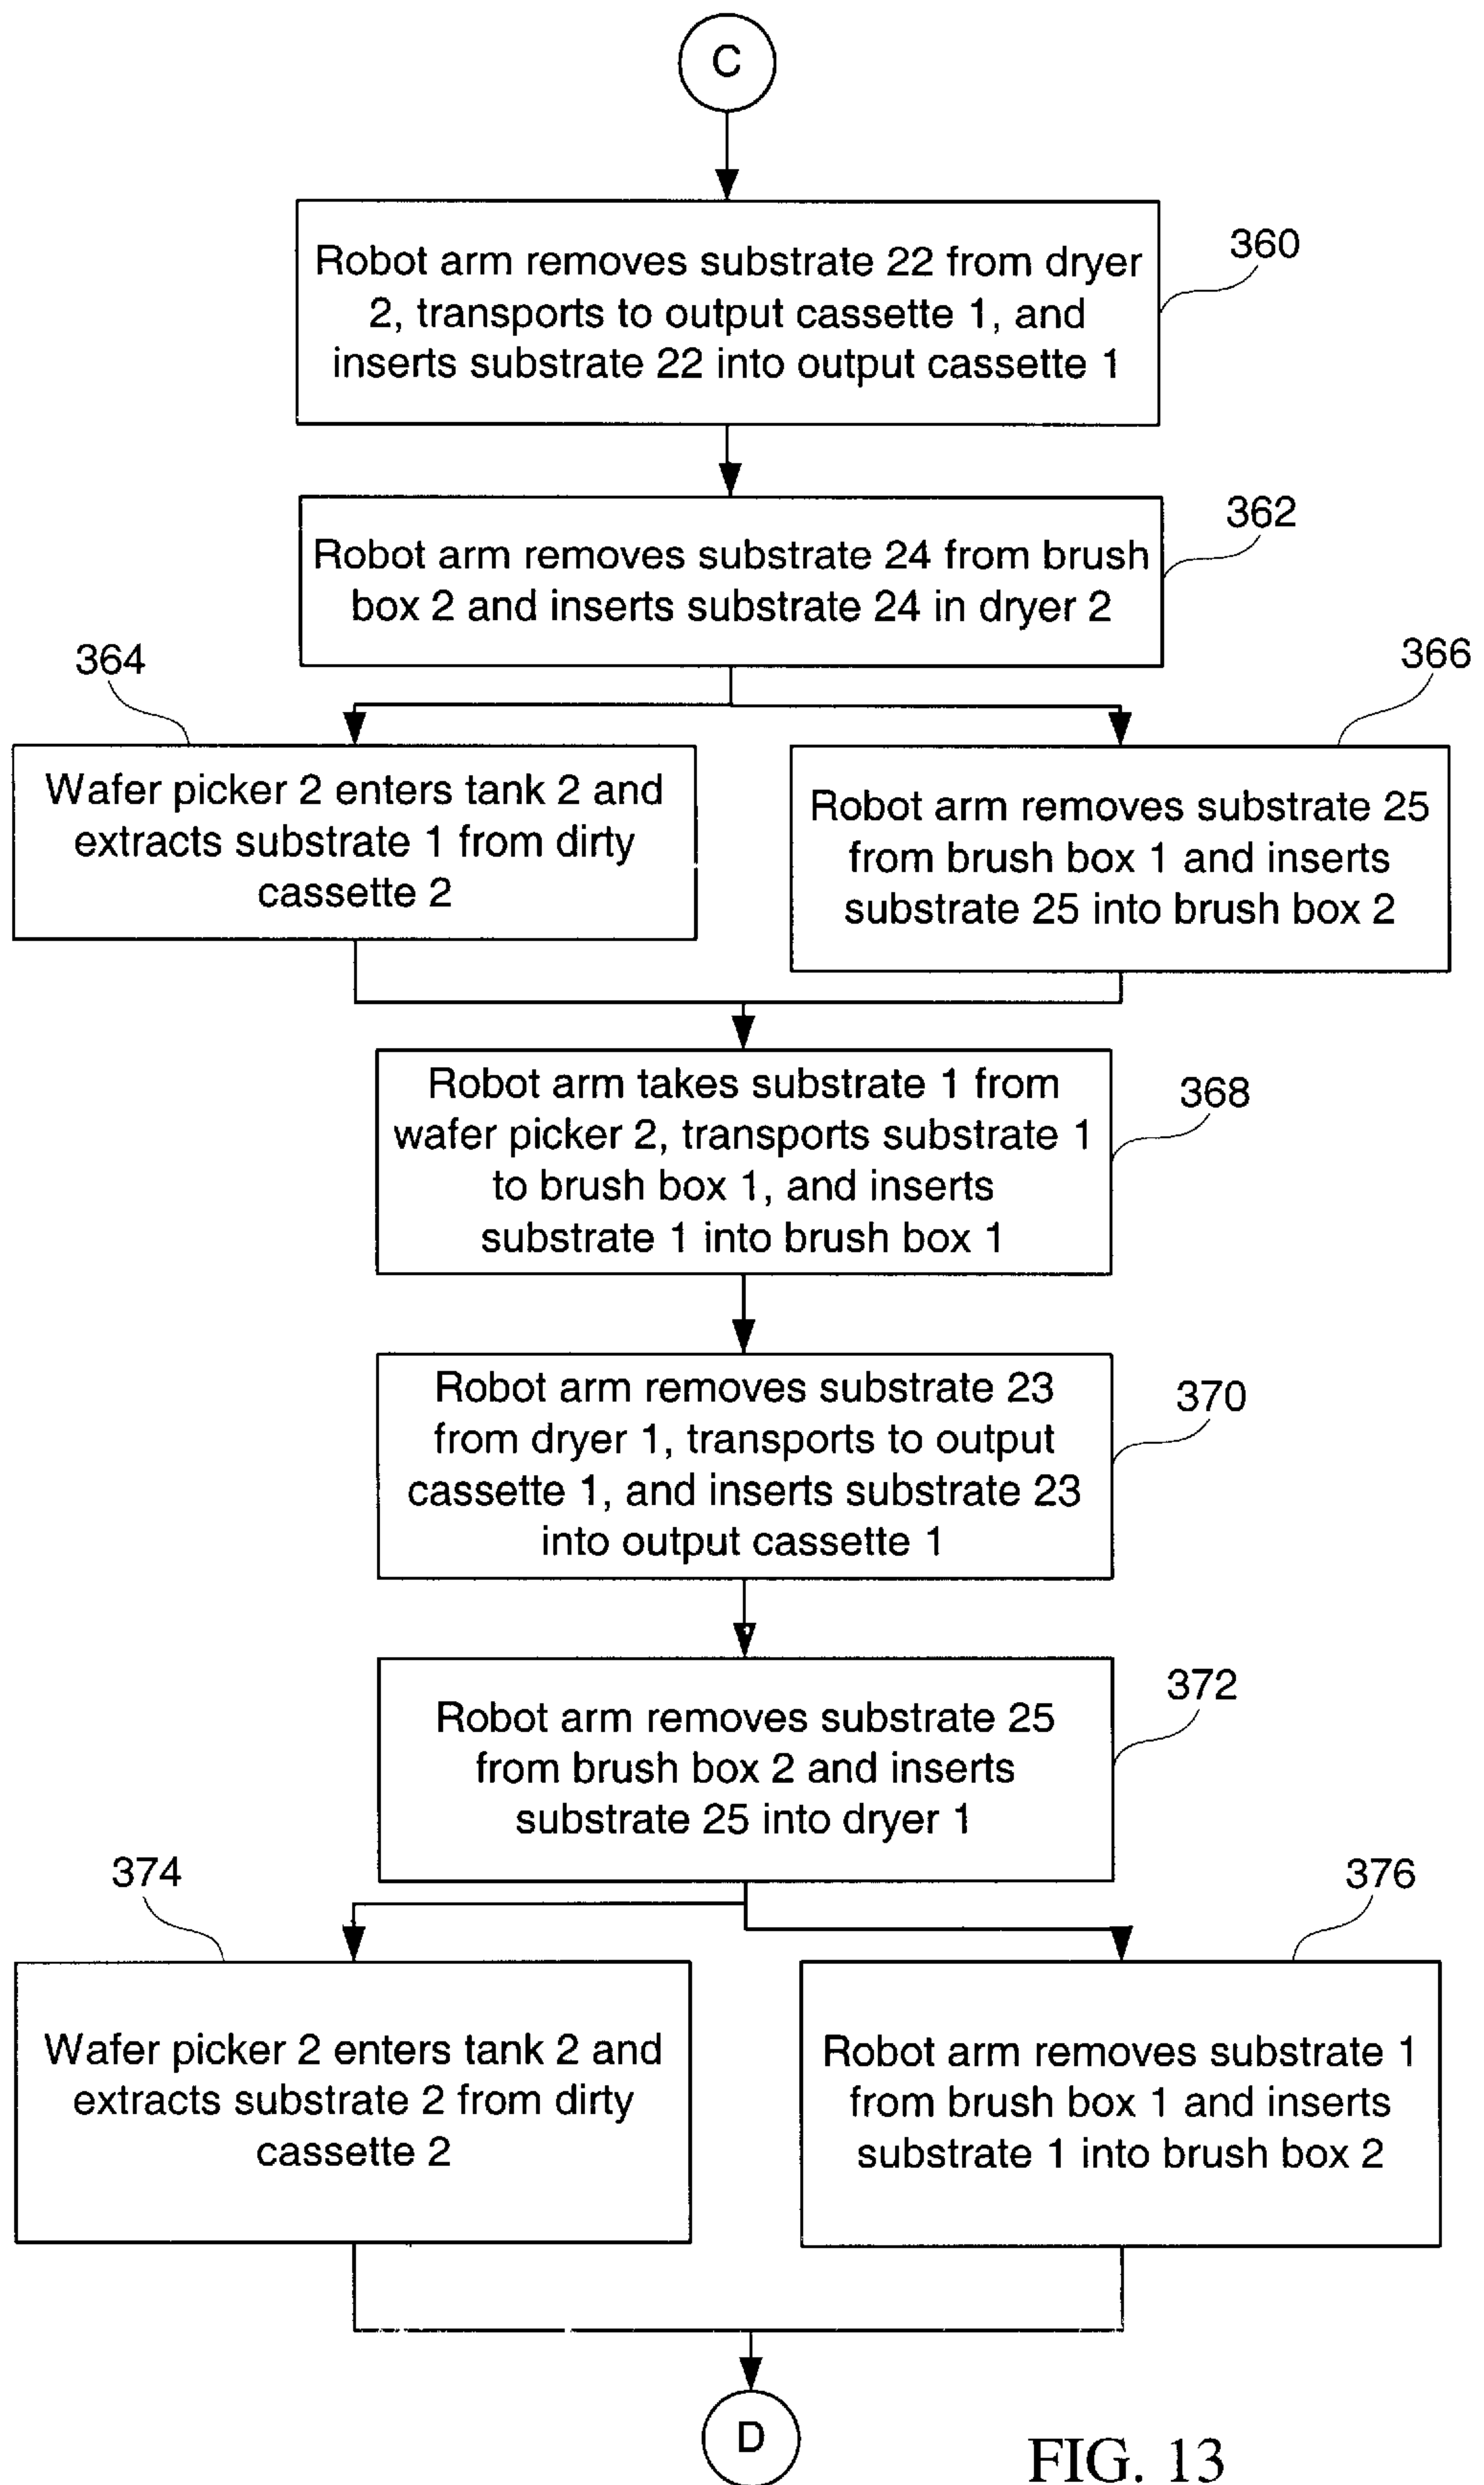 C
Robot arm removes substrate 22 from dryer
2, transports to output cassette 1, and
inserts substrate 22 into output cassette 1
360
Robot arm removes substrate 24 from brush
box 2 and inserts substrate 24 in dryer 2
362
364
Wafer picker 2 enters tank 2 and
extracts substrate 1 from dirty
cassette 2
366
Robot arm removes substrate 25
from brush box 1 and inserts
substrate 25 into brush box 2
Robot arm takes substrate 1 from
wafer picker 2, transports substrate 1
to brush box 1, and inserts
substrate 1 into brush box 1
368
Robot arm removes substrate 23
from dryer 1, transports to output
cassette 1, and inserts substrate 23
into output cassette 1
370
Robot arm removes substrate 25
from brush box 2 and inserts
substrate 25 into dryer 1
372
374
Wafer picker 2 enters tank 2 and
extracts substrate 2 from dirty
cassette 2
376
Robot arm removes substrate 1
from brush box 1 and inserts
substrate 1 into brush box 2
D
FIG. 13